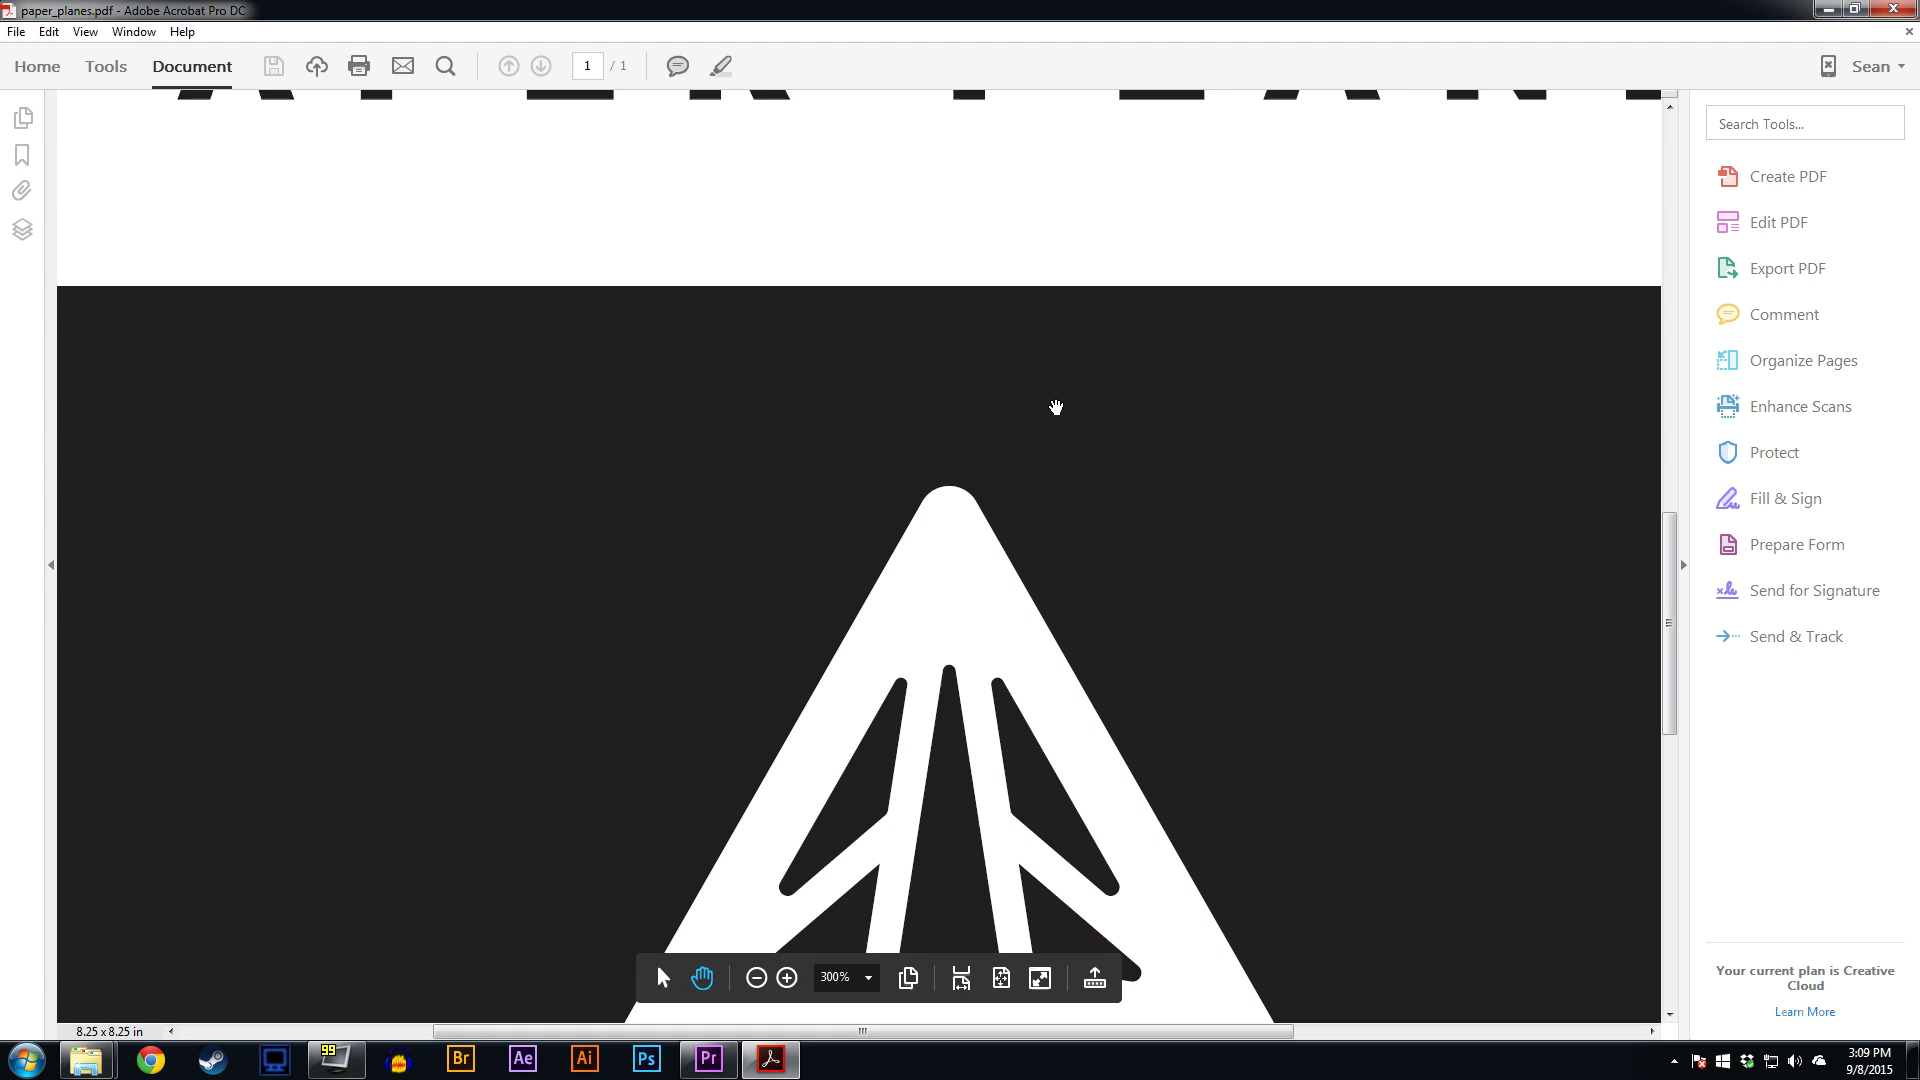 paper_planes.pdf - Adobe Acrobat Pro DC
File Edit View Window Help
Home Tools Document 1 / 1 Sean
Search Tools...
Create PDF
Edit PDF
Export PDF
Comment
Organize Pages
Enhance Scans
Protect
Fill & Sign
Prepare Form
Send for Signature
Send & Track
300%
Your current plan is Creative
Cloud
Learn More
8.25 x 8.25 in
99 Br Ae Ai Ps Pr
3:09 PM
9/8/2015